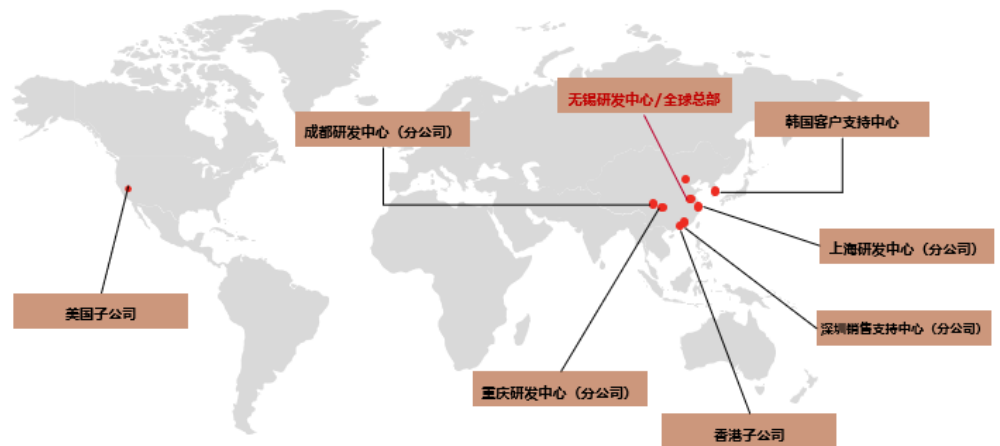 无锡研发中心/全球总部
成都研发中心（分公司）
韩国客户支持中心
上海研发中心（分公司）
美国子公司
深圳销售支持中心（分公司）
重庆研发中心（分公司）
香港子公司